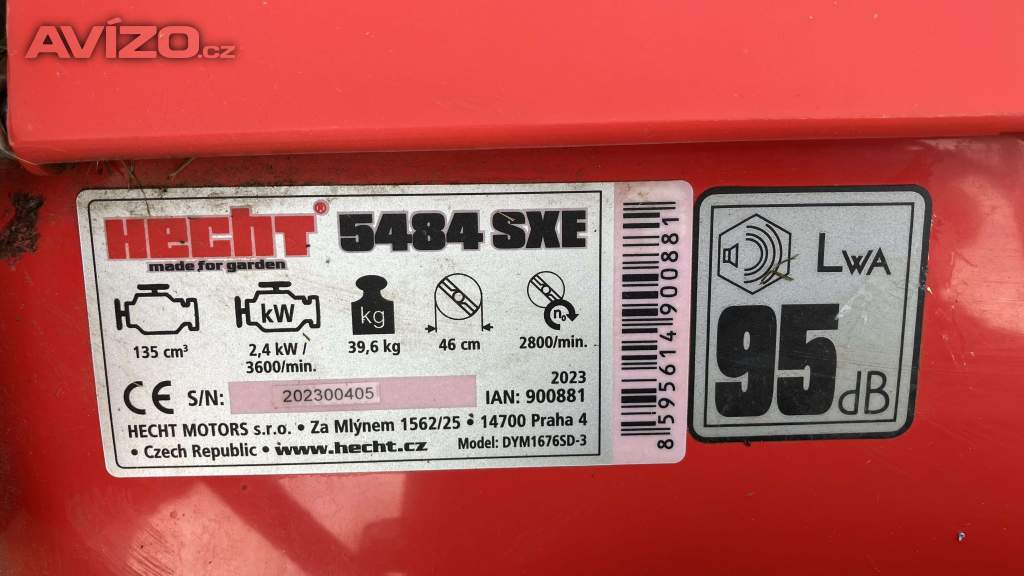 AVÍZO.cz
HECHT® 5484 SXE
made for garden
kW kg n₀
135 cm³ 2,4 kW / 3600/min. 39,6 kg 46 cm 2800/min.
CE S/N: 202300405 2023
IAN: 900881
HECHT MOTORS s.r.o. • Za Mlýnem 1562/25 • 14700 Praha 4
• Czech Republic • www.hecht.cz Model: DYM1676SD-3
8 595614 900881
LWA
95 dB